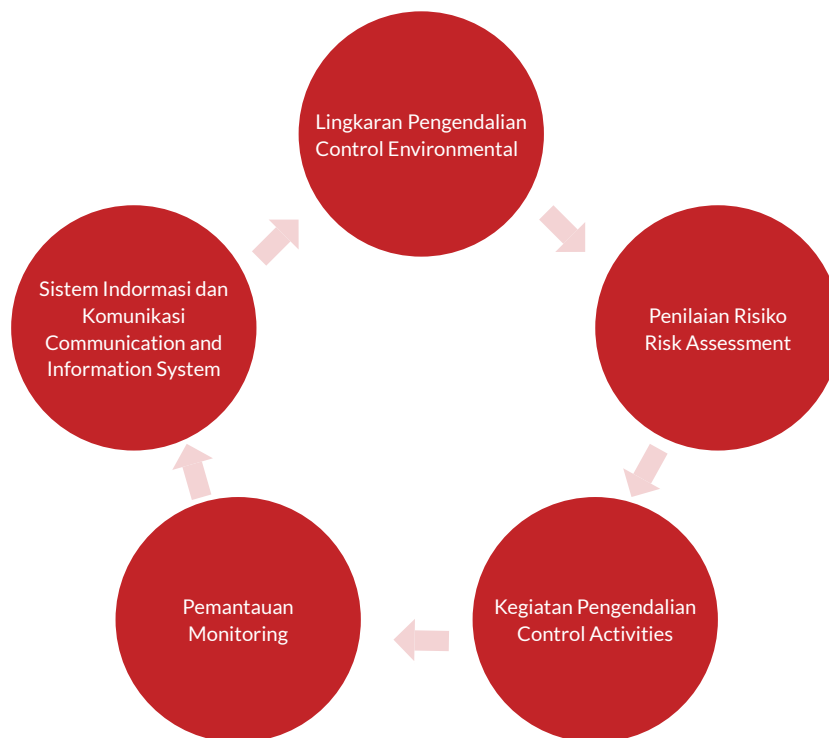 Lingkaran Pengendalian
Control Environmental
Penilaian Risiko
Risk Assessment
Kegiatan Pengendalian
Control Activities
Pemantauan
Monitoring
Sistem Indormasi dan
Komunikasi
Communication and
Information System